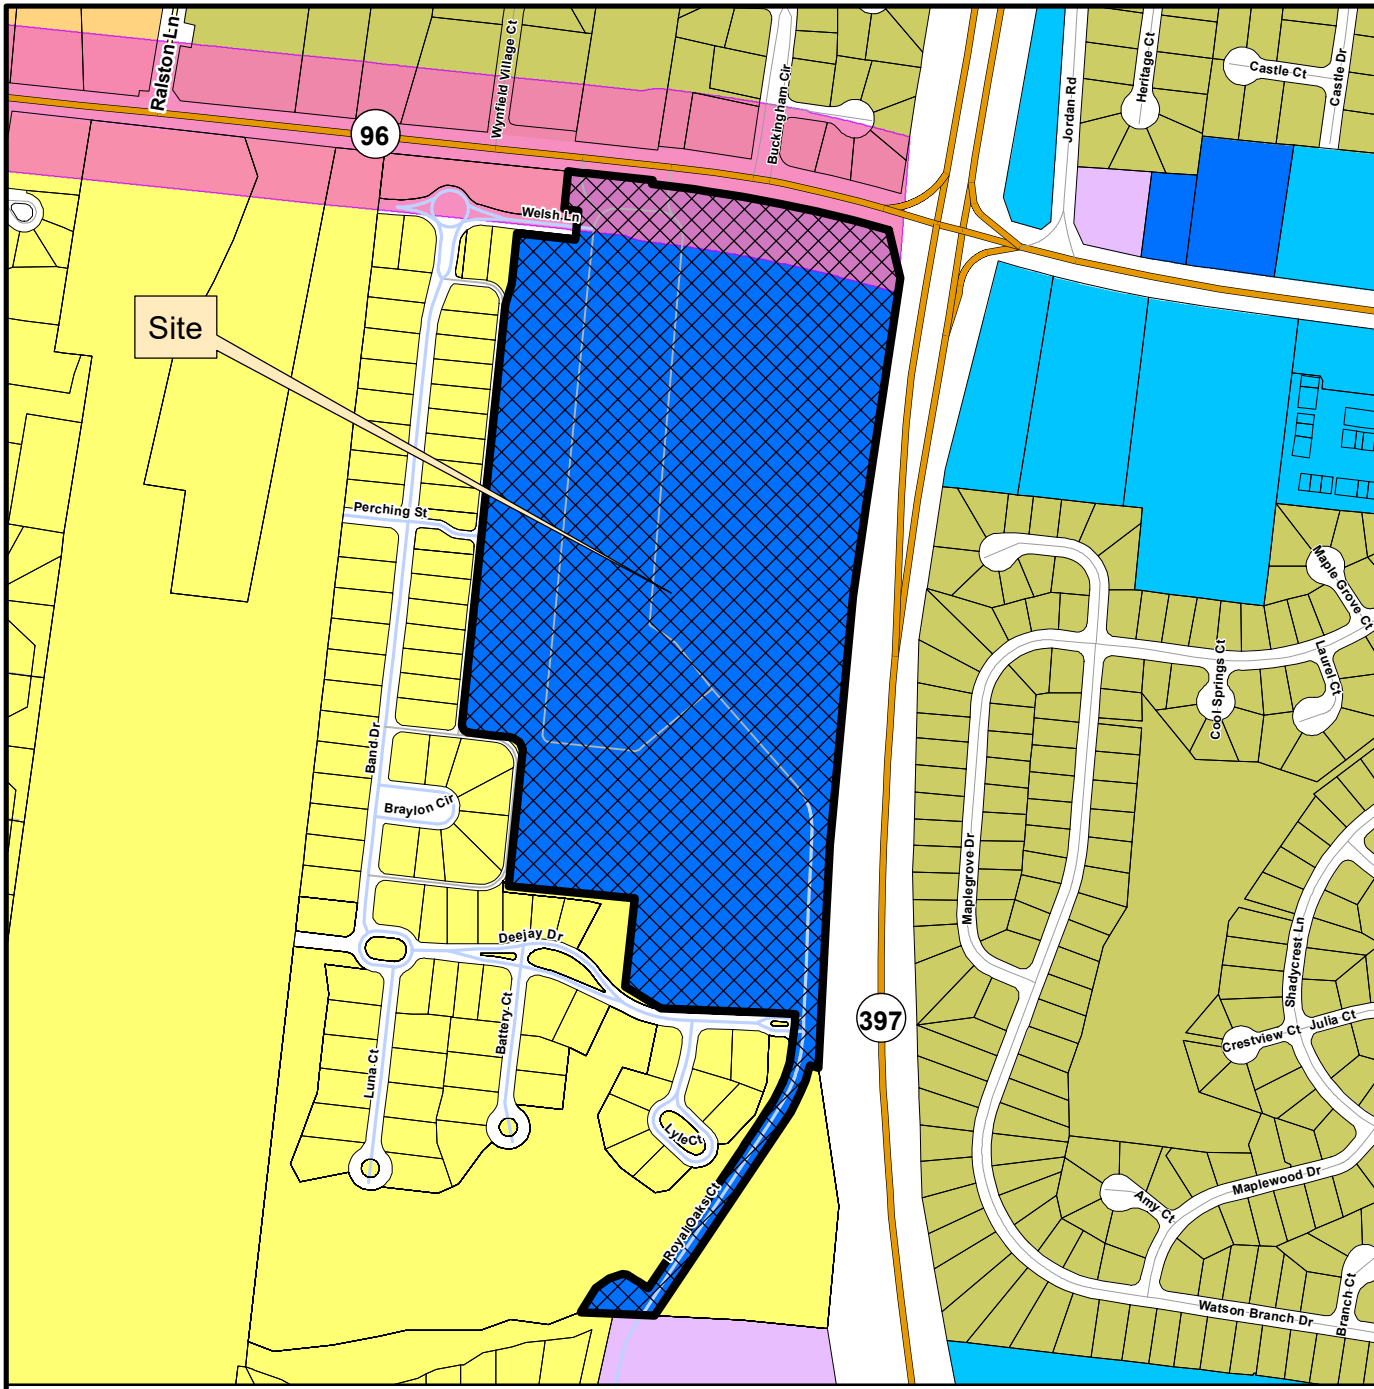 Ralston Ln
Wynfield Village Ct
Buckingham Cir
Jordan Rd
Heritage Ct
Castle Ct
Castle Dr
96
Welsh Ln
Site
Perching St
Maple Grove Ct
Laurel Ct
Cool Springs Ct
Band Dr
Braylon Cir
Maplegrove Dr
Deejay Dr
Shadycrest Ln
Battery Ct
397
Crestview Ct
Julia Ct
Luna Ct
LyleCt
Maplewood Dr
Amy Ct
Royal Oaks Ct
Watson Branch Dr
Branch Ct